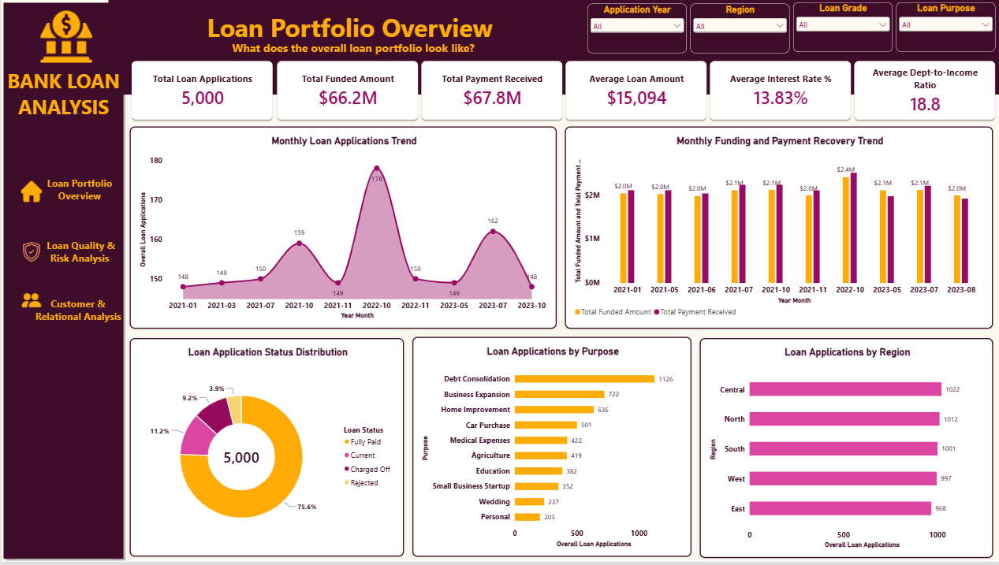 BANK LOAN
ANALYSIS
Loan Portfolio
Overview
Loan Quality &
Risk Analysis
Customer &
Relational Analysis
Loan Portfolio Overview
What does the overall loan portfolio look like?
Application Year
All
Region
All
Loan Grade
All
Loan Purpose
All
Total Loan Applications
5,000
Total Funded Amount
$66.2M
Total Payment Received
$67.8M
Average Loan Amount
$15,094
Average Interest Rate %
13.83%
Average Dept-to-Income
Ratio
18.8
Monthly Loan Applications Trend
Overall Loan Applications
180
170
160
150
148
149
150
159
149
178
150
149
162
148
2021-01 2021-03 2021-07 2021-10 2021-11 2022-10 2022-11 2023-05 2023-07 2023-10
Year Month
Monthly Funding and Payment Recovery Trend
Total Funded Amount and Total Payment ...
$2M
$1M
$0M
$2.0M $2.0M $2.0M $2.1M $2.1M $2.0M $2.4M $2.1M $2.1M $2.0M
2021-01 2021-05 2021-06 2021-07 2021-10 2021-11 2022-10 2023-05 2023-07 2023-08
Year Month
Total Funded Amount Total Payment Received
Loan Application Status Distribution
3.9%
9.2%
11.2%
75.6%
5,000
Loan Status
Fully Paid
Current
Charged Off
Rejected
Loan Applications by Purpose
Purpose
Debt Consolidation 1126
Business Expansion 722
Home Improvement 636
Car Purchase 501
Medical Expenses 422
Agriculture 419
Education 382
Small Business Startup 352
Wedding 237
Personal 203
0 500 1000
Overall Loan Applications
Loan Applications by Region
Region
Central 1022
North 1012
South 1001
West 997
East 968
0 500 1000
Overall Loan Applications